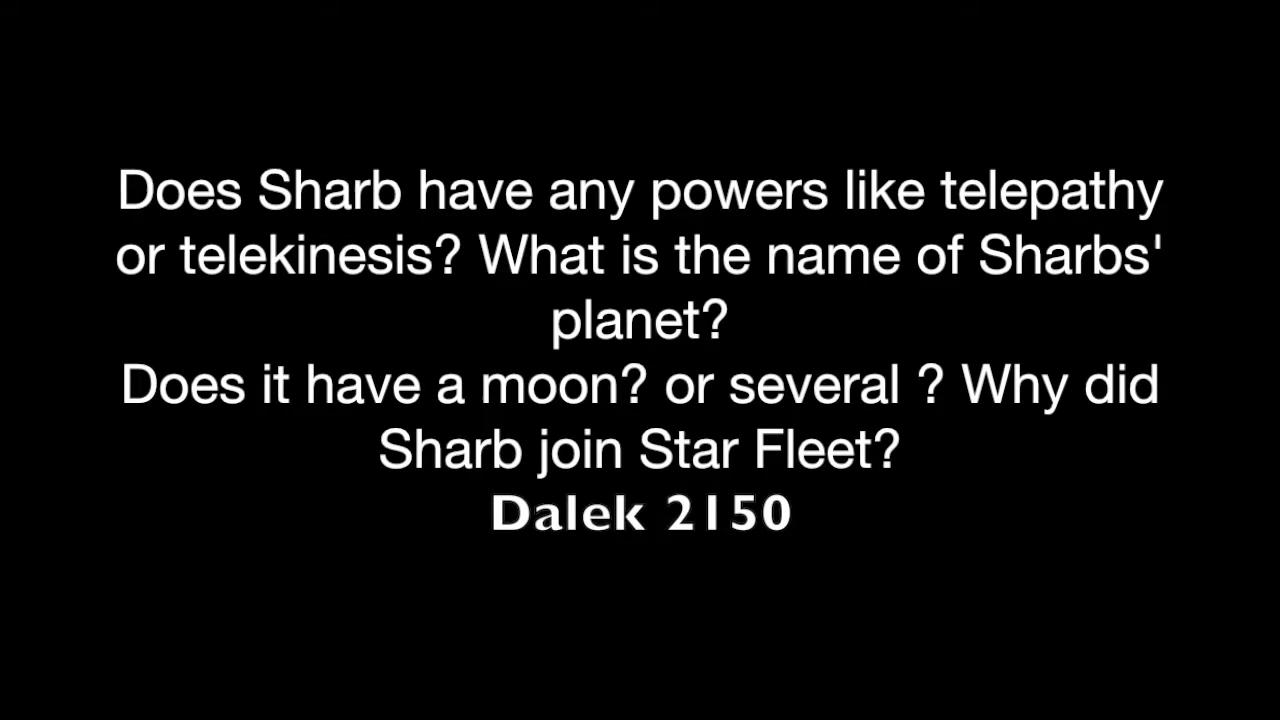 Does Sharb have any powers like telepathy
or telekinesis? What is the name of Sharbs'
planet?
Does it have a moon? or several ? Why did
Sharb join Star Fleet?
Dalek 2150